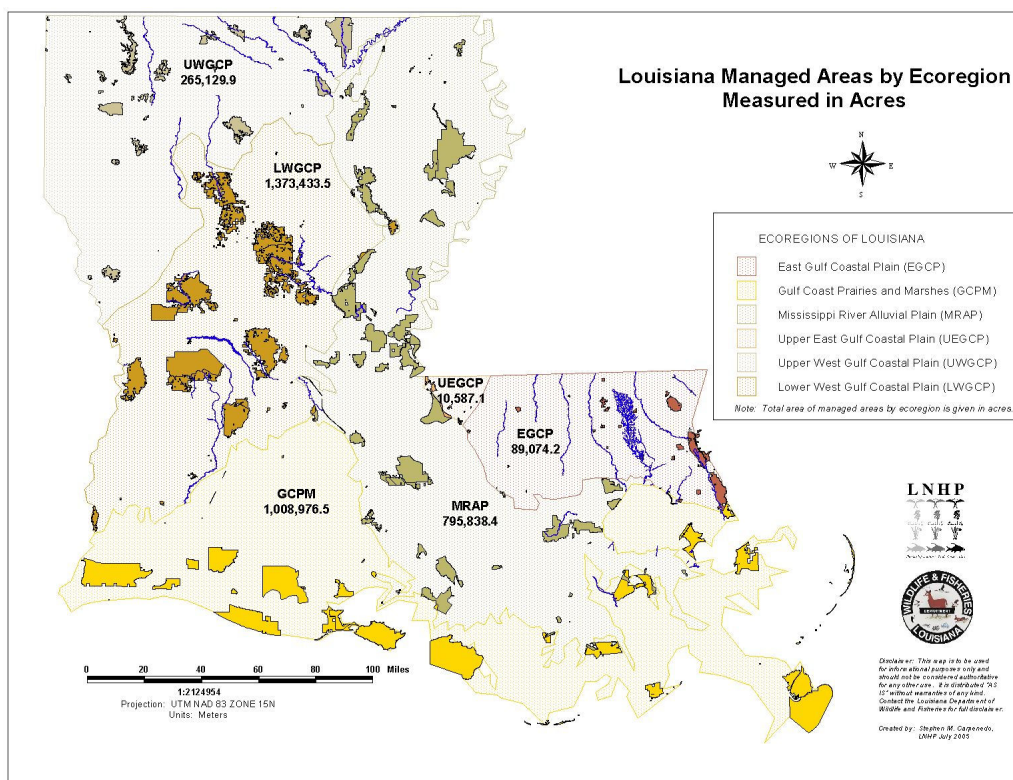 Louisiana Managed Areas by Ecoregion
Measured in Acres
N
W
E
S
UWGCP
265,129.9
LWGCP
1,373,433.5
UEGCP
10,587.1
EGCP
89,074.2
GCPM
1,008,976.5
MRAP
795,838.4
ECOREGIONS OF LOUISIANA
East Gulf Coastal Plain (EGCP)
Gulf Coast Prairies and Marshes (GCPM)
Mississippi River Alluvial Plain (MRAP)
Upper East Gulf Coastal Plain (UEGCP)
Upper West Gulf Coastal Plain (UWGCP)
Lower West Gulf Coastal Plain (LWGCP)
Note: Total area of managed areas by ecoregion is given in acres.
LNHP
WILDLIFE & FISHERIES
DEPARTMENT
LOUISIANA
0 20 40 60 80 100 Miles
1:2124954
Projection: UTM NAD 83 ZONE 15N
Units: Meters
Disclaimer: This map is to be used
for informational purposes only and
should not be considered authoritative
for any other use. It is distributed "AS
IS" without warranties of any kind.
Contact the Louisiana Department of
Wildlife and Fisheries for full disclaimer.
Created by: Stephen M. Carpenedo,
LNHP July 2005